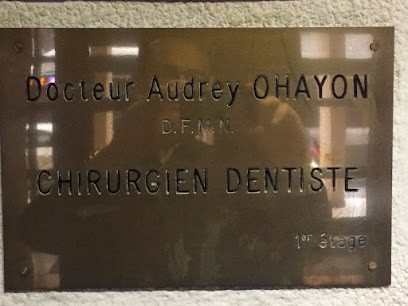 Docteur Audrey OHAYON
D.F.M.N.
CHIRURGIEN DENTISTE
1er étage